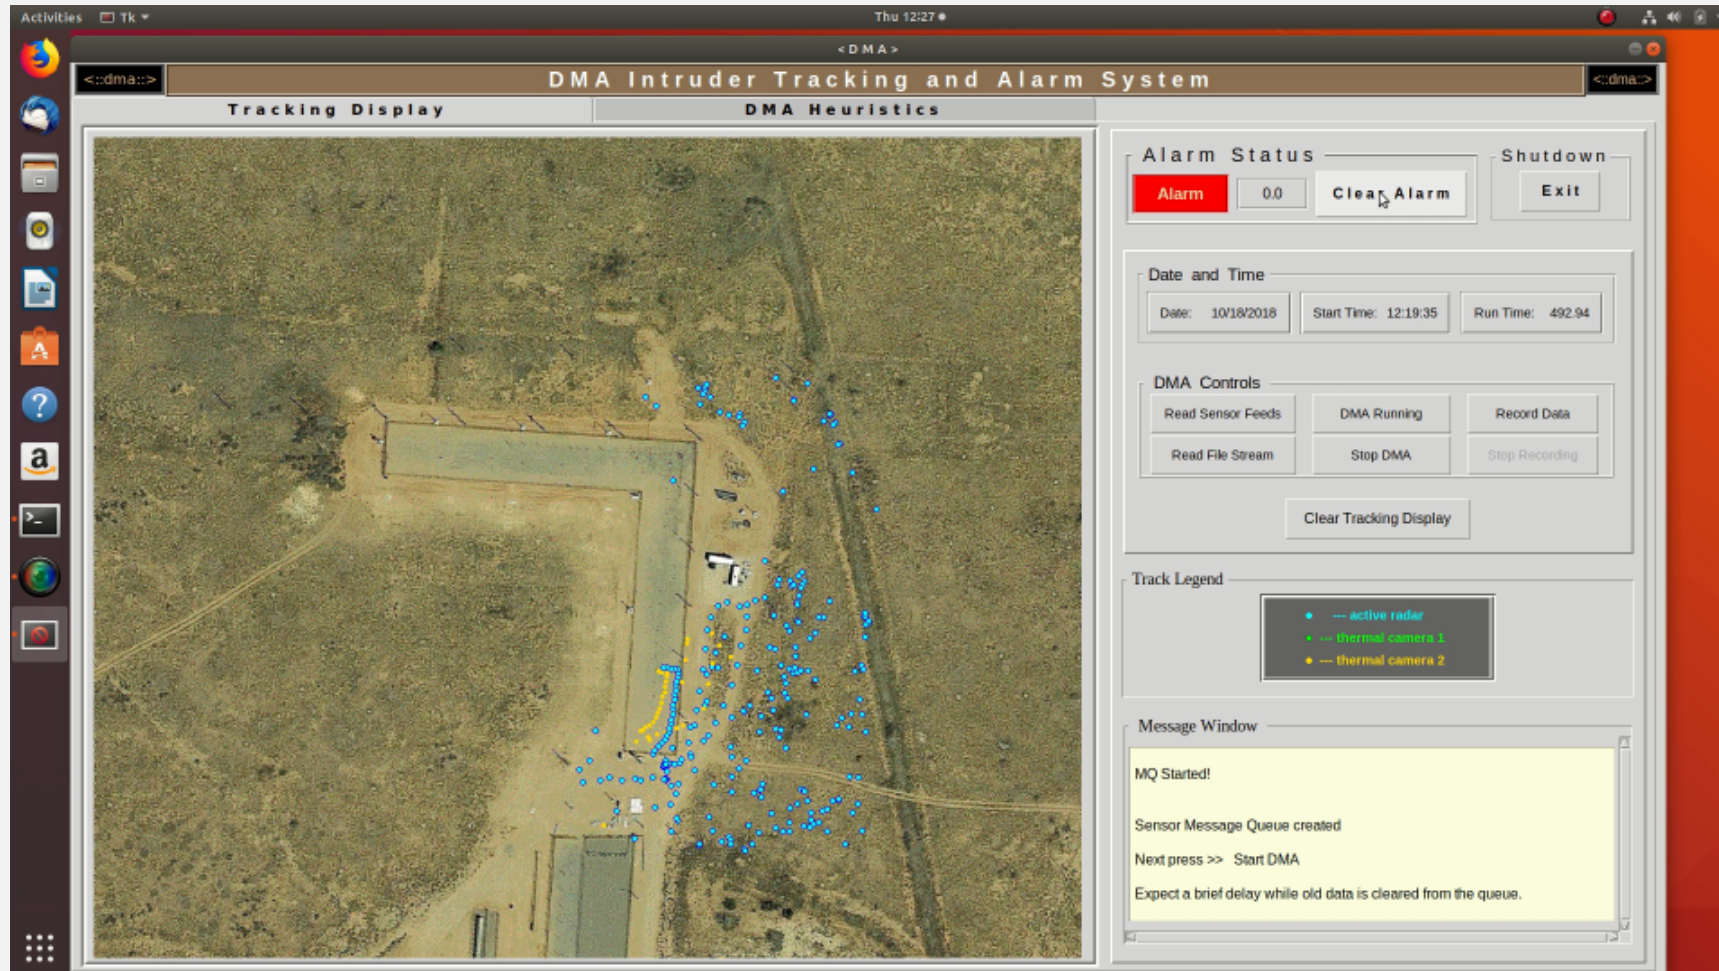 Activities Tk Thu 12:27
<DMA>
<::dma::> DMA Intruder Tracking and Alarm System <::dma::>
Tracking Display DMA Heuristics
Alarm Status
Alarm 0.0 Clear Alarm
Shutdown
Exit
Date and Time
Date: 10/18/2018 Start Time: 12:19:35 Run Time: 492.94
DMA Controls
Read Sensor Feeds DMA Running Record Data
Read File Stream Stop DMA Stop Recording
Clear Tracking Display
Track Legend
--- active radar
--- thermal camera 1
--- thermal camera 2
Message Window
MQ Started!
Sensor Message Queue created
Next press >> Start DMA
Expect a brief delay while old data is cleared from the queue.